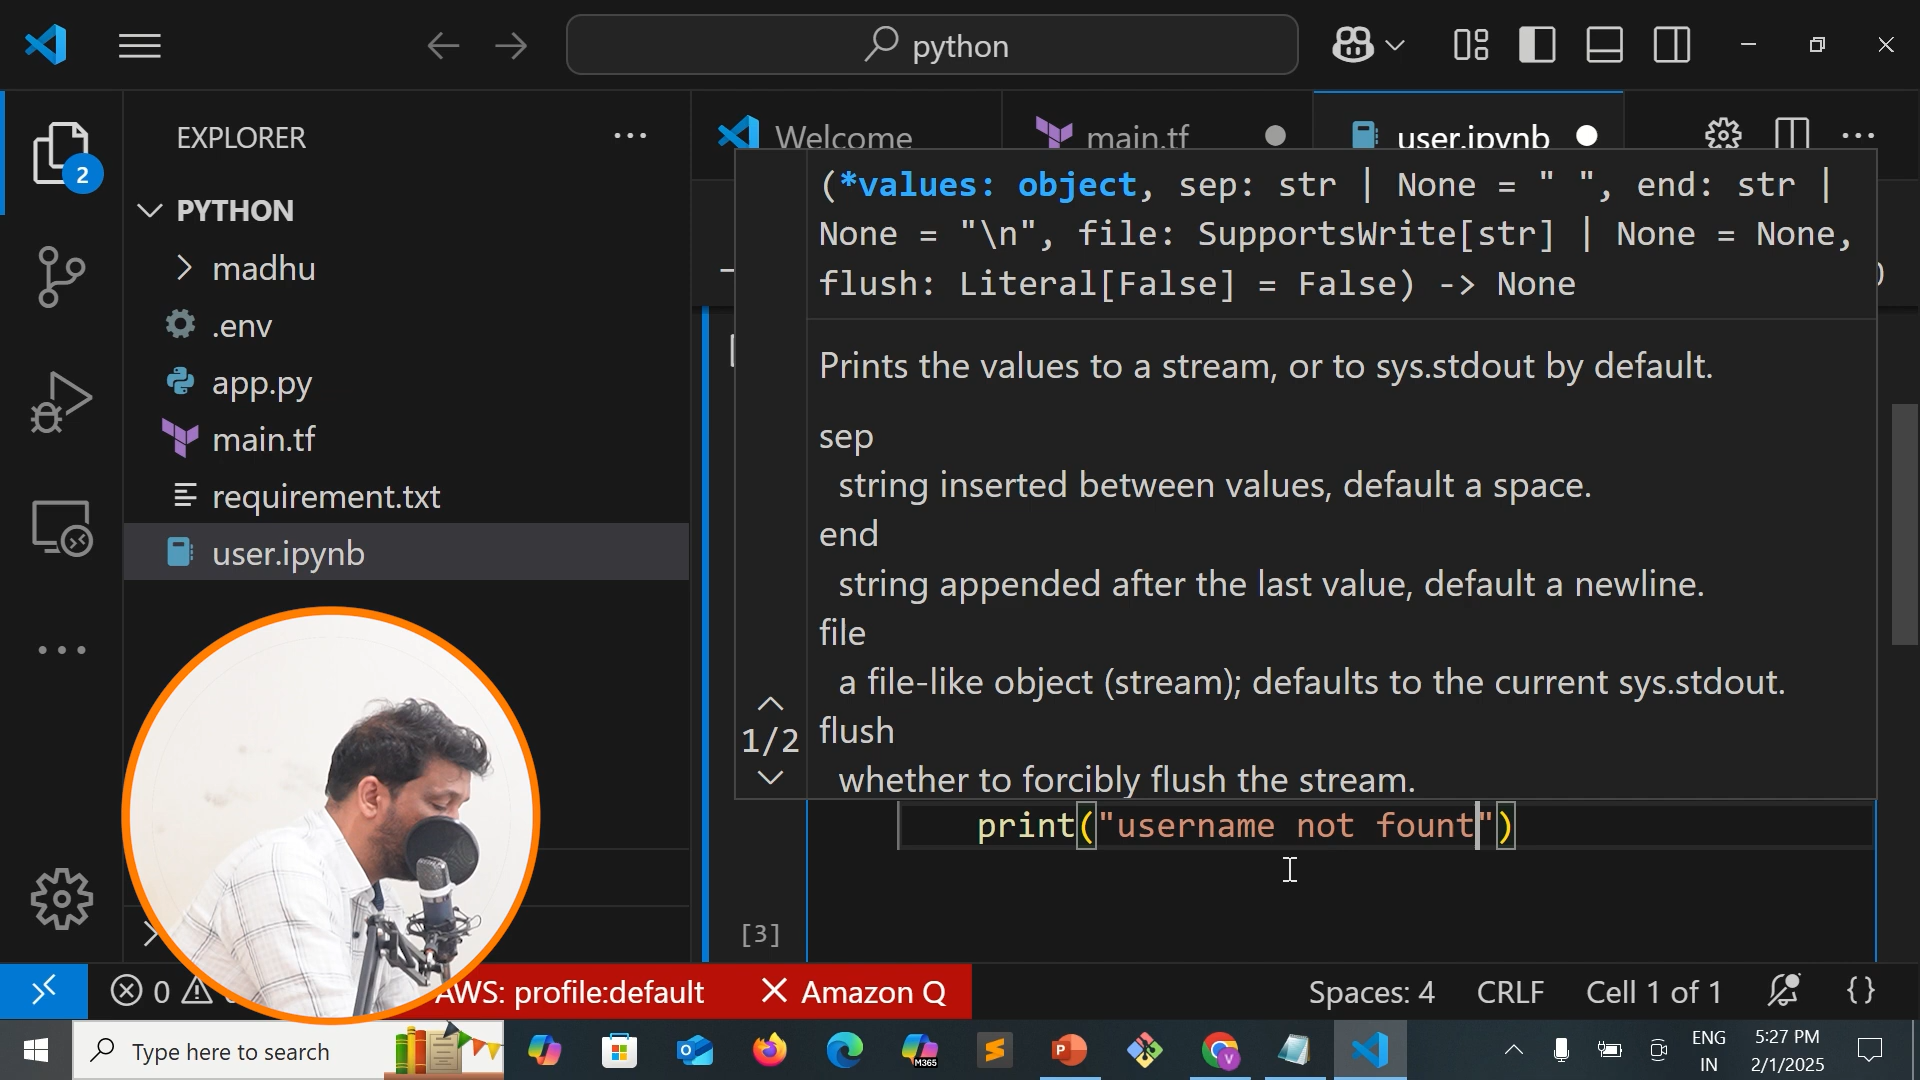 python
EXPLORER
Welcome
main.tf
user.ipynb
2
PYTHON
madhu
.env
app.py
main.tf
requirement.txt
user.ipynb
(*values: object, sep: str | None = " ", end: str |
None = "\n", file: SupportsWrite[str] | None = None,
flush: Literal[False] = False) -> None
Prints the values to a stream, or to sys.stdout by default.
sep
string inserted between values, default a space.
end
string appended after the last value, default a newline.
file
a file-like object (stream); defaults to the current sys.stdout.
1/2
flush
whether to forcibly flush the stream.
print("username not fount")
[3]
0
AWS: profile:default
Amazon Q
Spaces: 4
CRLF
Cell 1 of 1
{}
Type here to search
M365
ENG
IN
5:27 PM
2/1/2025